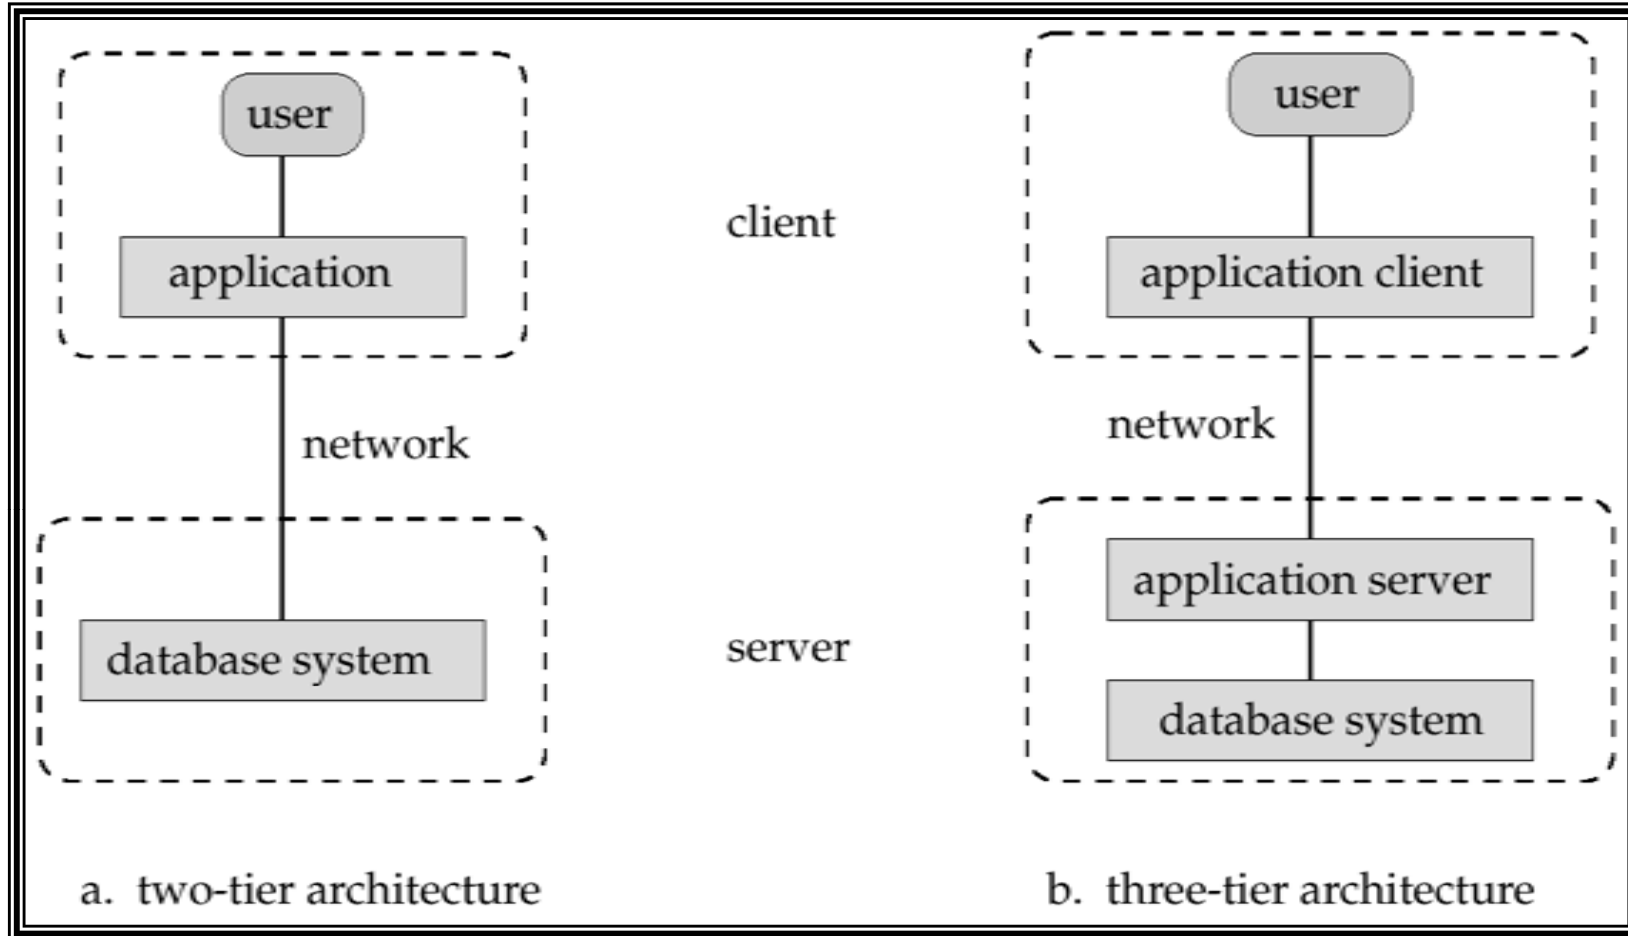 user
application
network
database system
a. two-tier architecture
client
server
user
application client
network
application server
database system
b. three-tier architecture